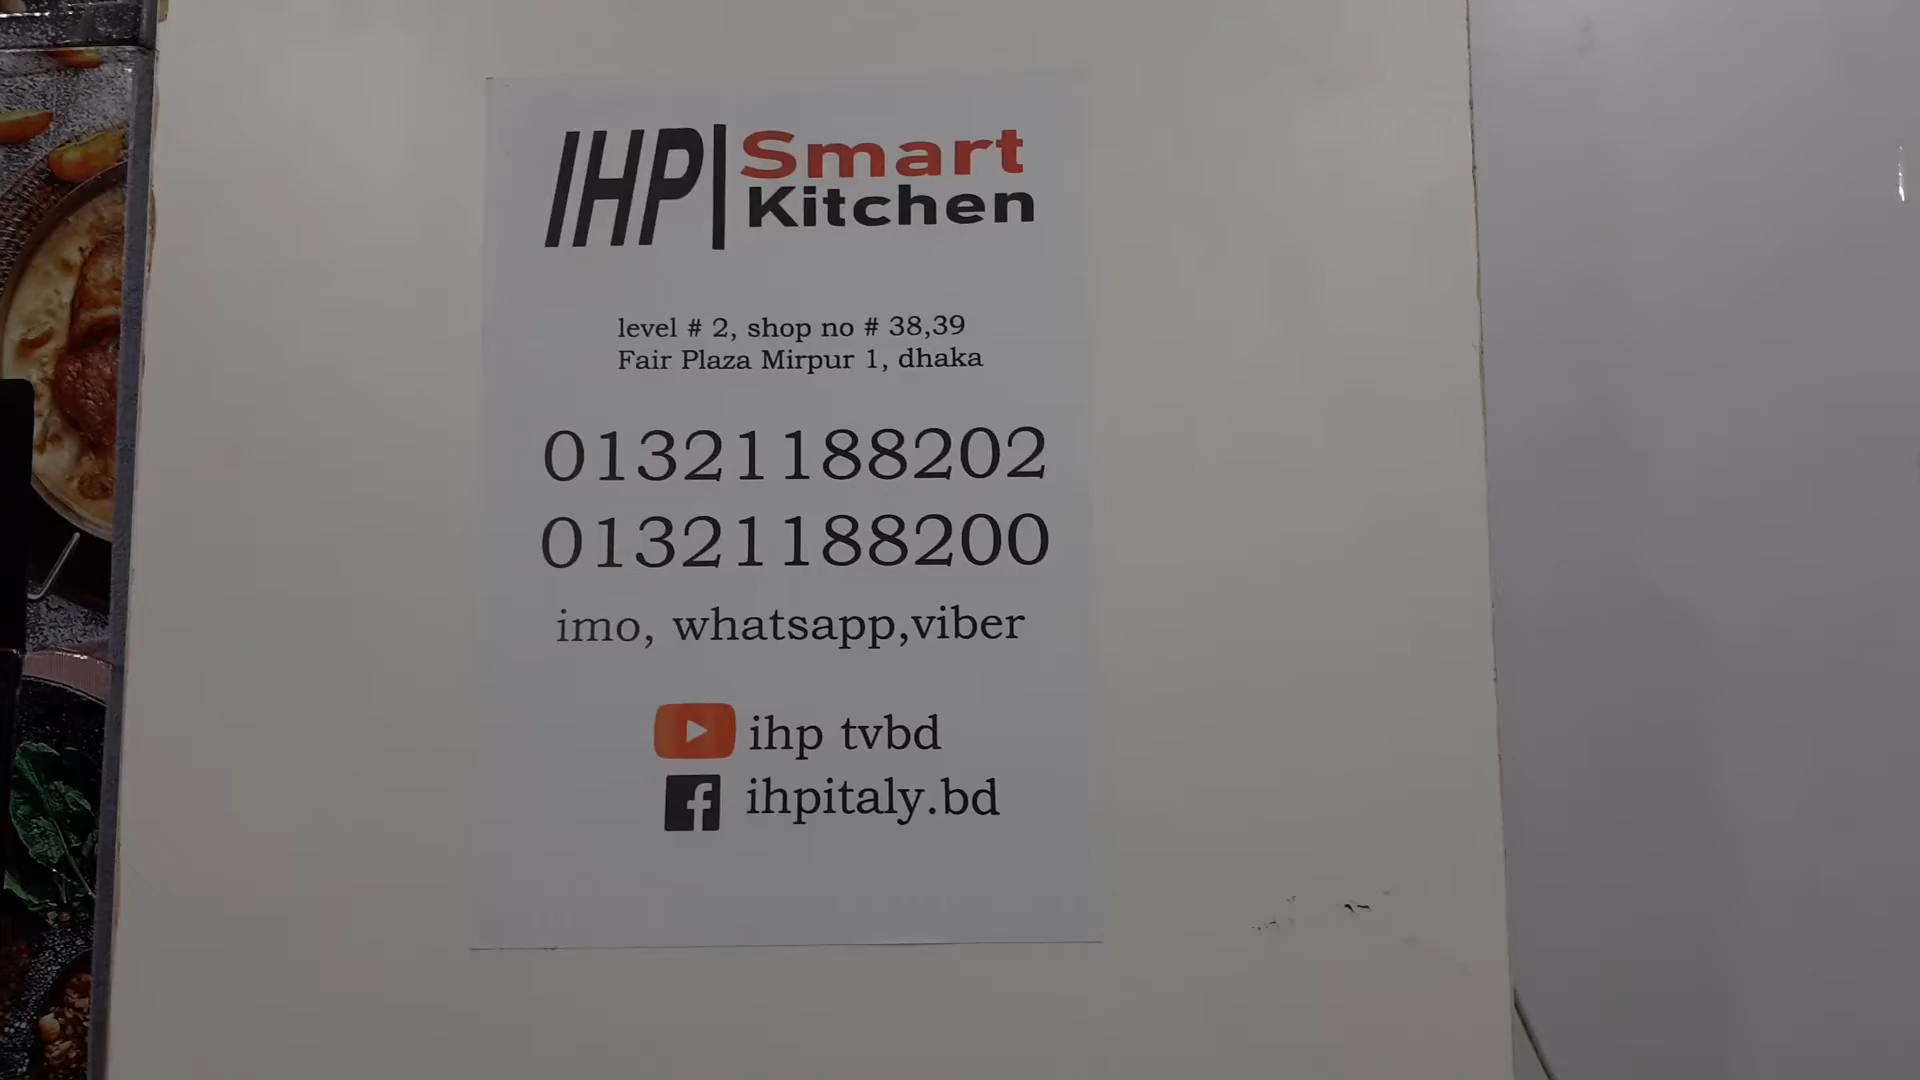 IHP | Smart
Kitchen
level # 2, shop no # 38,39
Fair Plaza Mirpur 1, dhaka
01321188202
01321188200
imo, whatsapp,viber
ihp tvbd
ihpitaly.bd